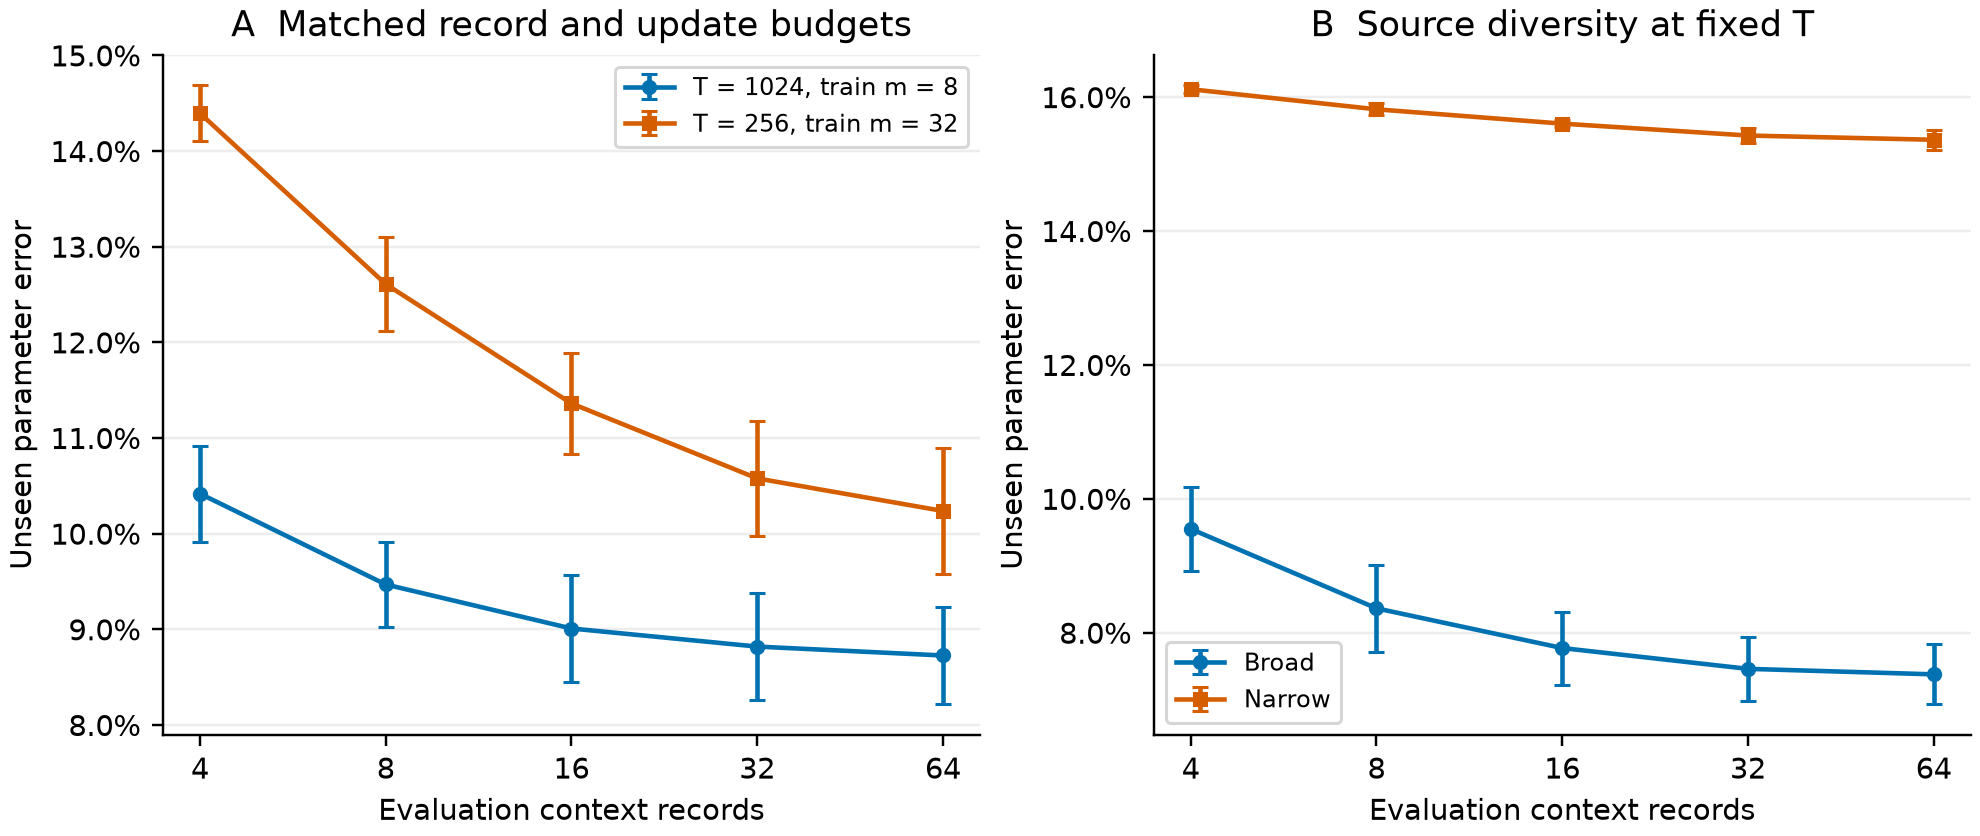 A  Matched record and update budgets
15.0%
14.0%
13.0%
12.0%
11.0%
10.0%
9.0%
8.0%
Unseen parameter error
T = 1024, train m = 8
T = 256, train m = 32
4 8 16 32 64
Evaluation context records
B  Source diversity at fixed T
16.0%
14.0%
12.0%
10.0%
8.0%
Unseen parameter error
Broad
Narrow
4 8 16 32 64
Evaluation context records